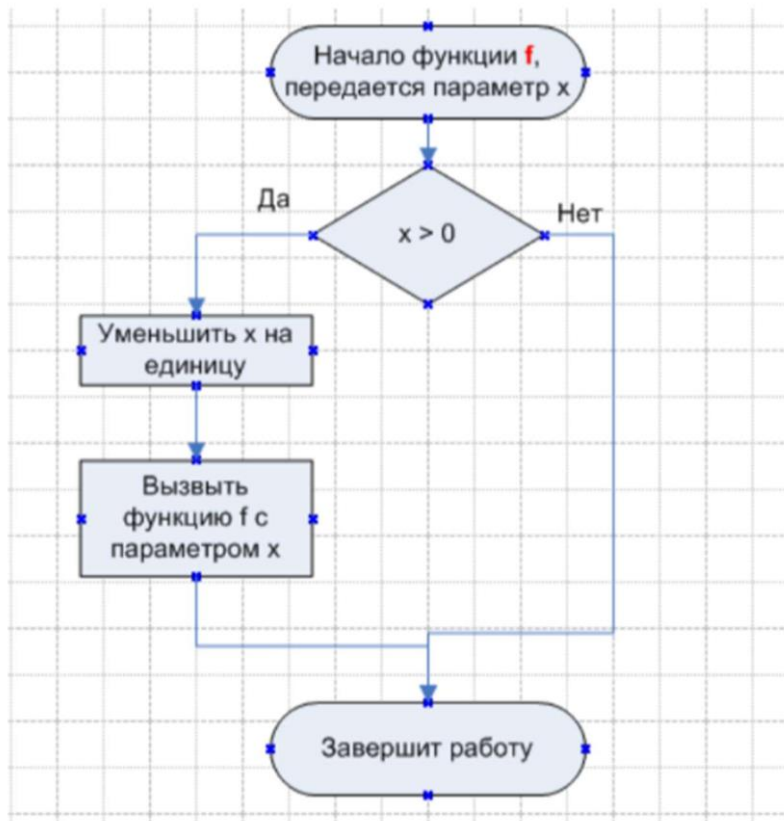 Начало функции f,
передается параметр x
Да
Нет
x > 0
Уменьшить x на
единицу
Вызвыть
функцию f с
параметром x
Завершит работу